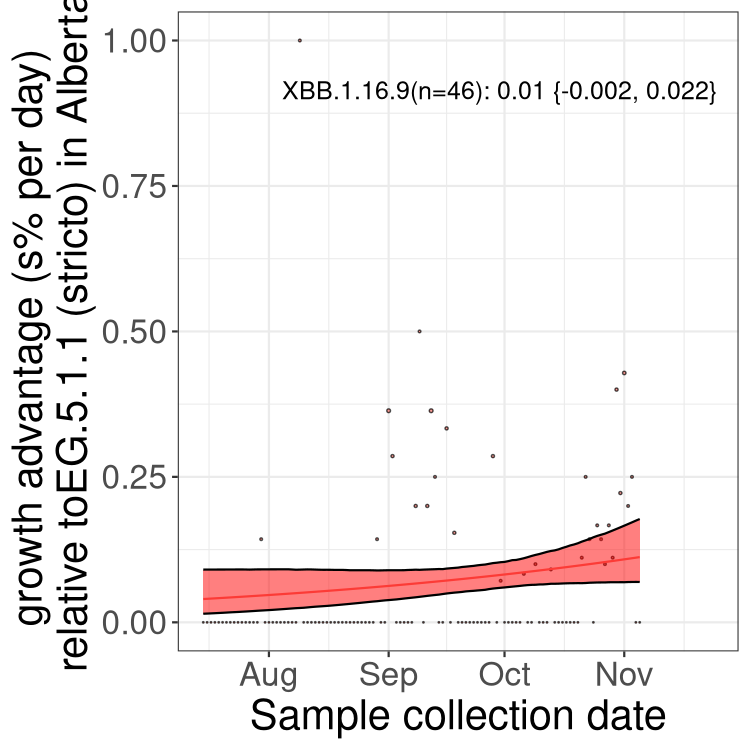 growth advantage (s% per day)
relative toEG.5.1.1 (stricto) in Alberta
1.00
0.75
0.50
0.25
0.00
XBB.1.16.9(n=46): 0.01 {-0.002, 0.022}
Aug Sep Oct Nov
Sample collection date